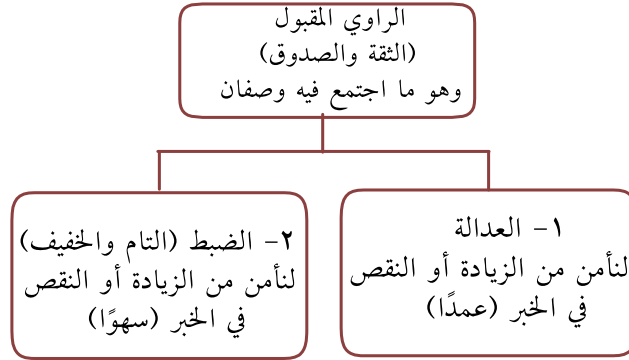 الراوي المقبول
(الثقة والصدوق)
وهو ما اجتمع فيه وصفان
١- العدالة
لنأمن من الزيادة أو النقص
في الخبر (عمدًا)
٢- الضبط (التام والخفيف)
لنأمن من الزيادة أو النقص
في الخبر (سهوًا)